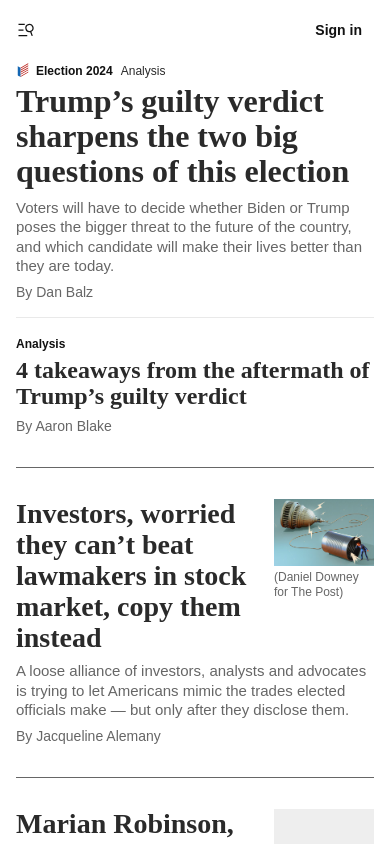 Sign in
Election 2024 Analysis
Trump’s guilty verdict
sharpens the two big
questions of this election
Voters will have to decide whether Biden or Trump
poses the bigger threat to the future of the country,
and which candidate will make their lives better than
they are today.
By Dan Balz
Analysis
4 takeaways from the aftermath of
Trump’s guilty verdict
By Aaron Blake
Investors, worried
they can’t beat
lawmakers in stock
market, copy them
instead
(Daniel Downey
for The Post)
A loose alliance of investors, analysts and advocates
is trying to let Americans mimic the trades elected
officials make — but only after they disclose them.
By Jacqueline Alemany
Marian Robinson,